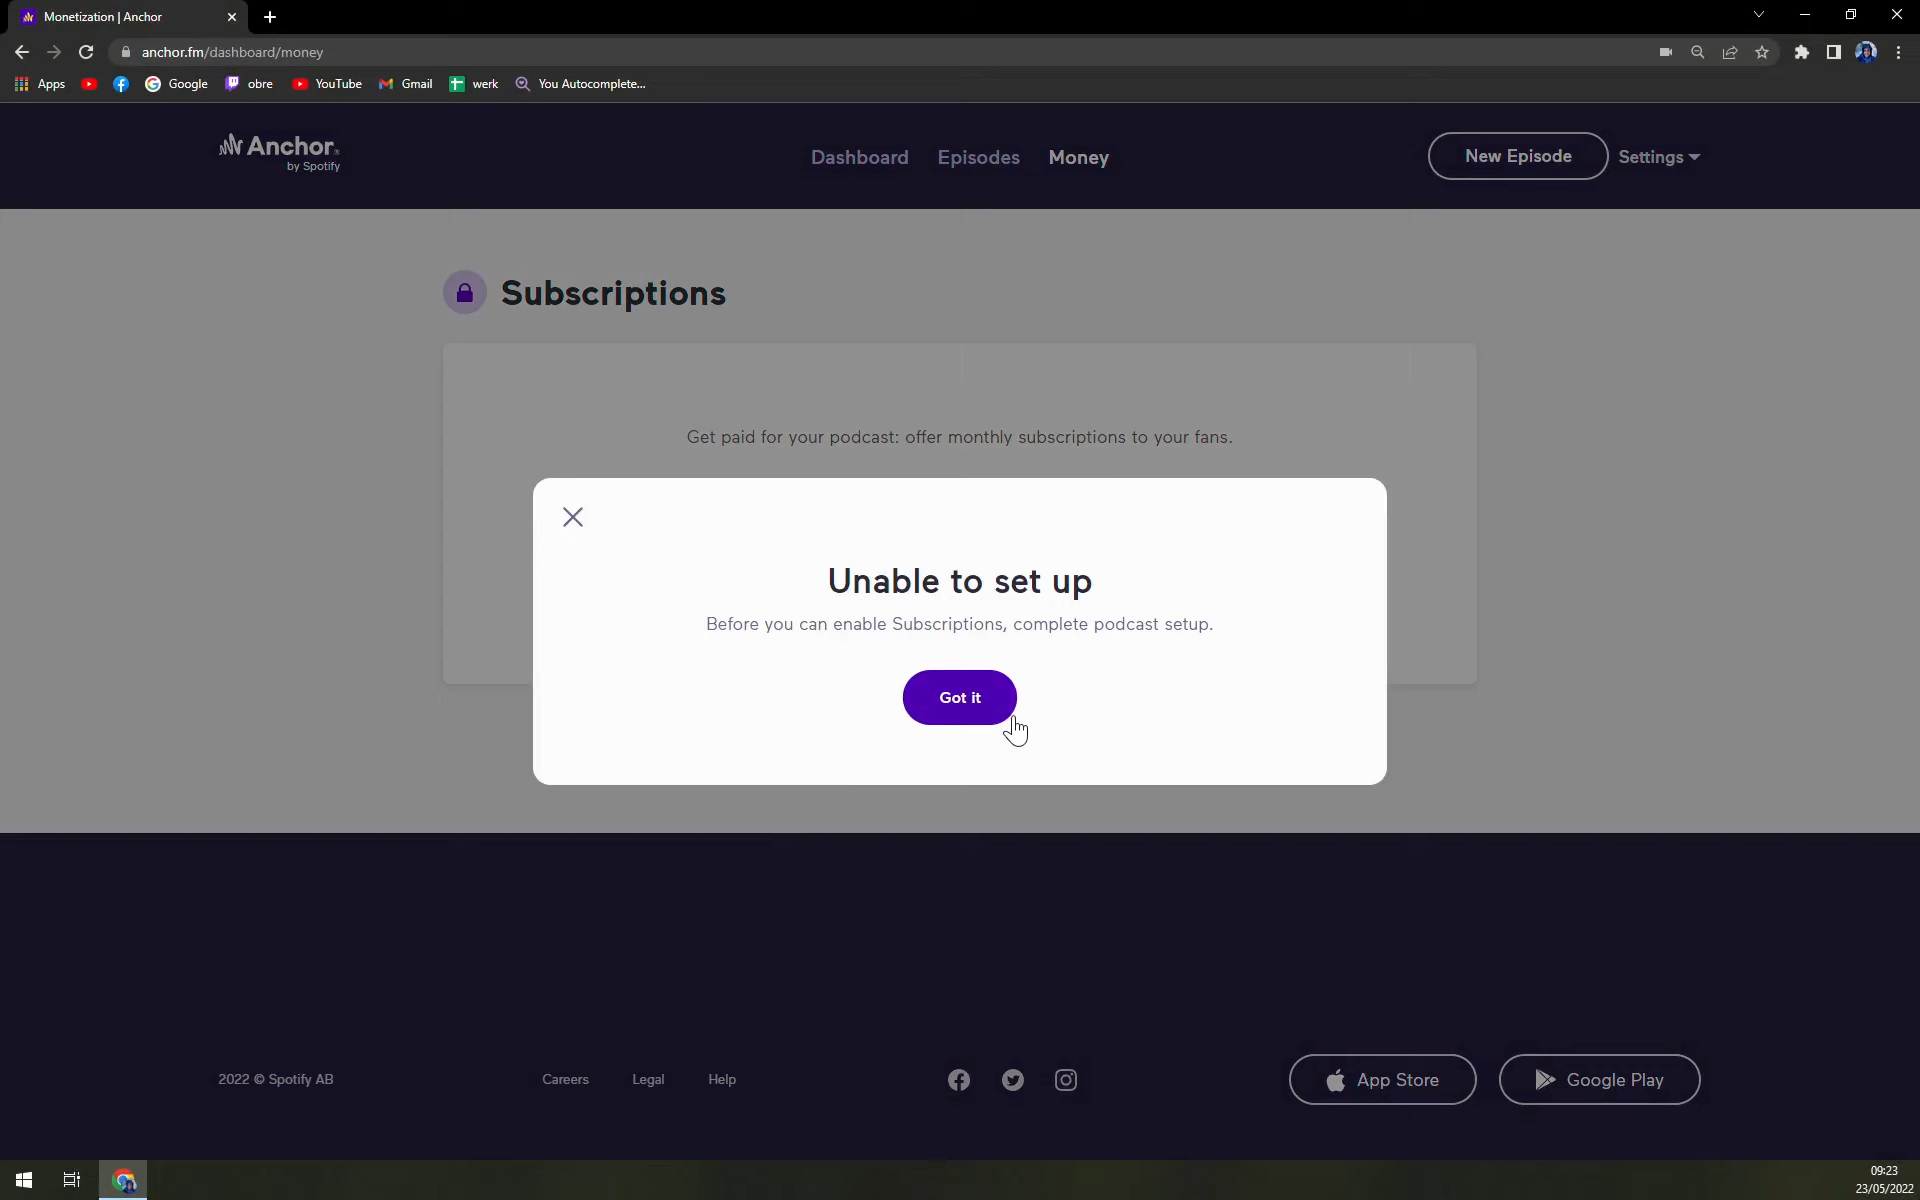 Monetization | Anchor
anchor.fm/dashboard/money
Apps
Google
obre
YouTube
Gmail
werk
You Autocomplete...
Anchor
by Spotify
Dashboard
Episodes
Money
New Episode
Settings
Subscriptions
Get paid for your podcast: offer monthly subscriptions to your fans.
Unable to set up
Before you can enable Subscriptions, complete podcast setup.
Got it
2022 © Spotify AB
Careers
Legal
Help
App Store
Google Play
09:23
23/05/2022